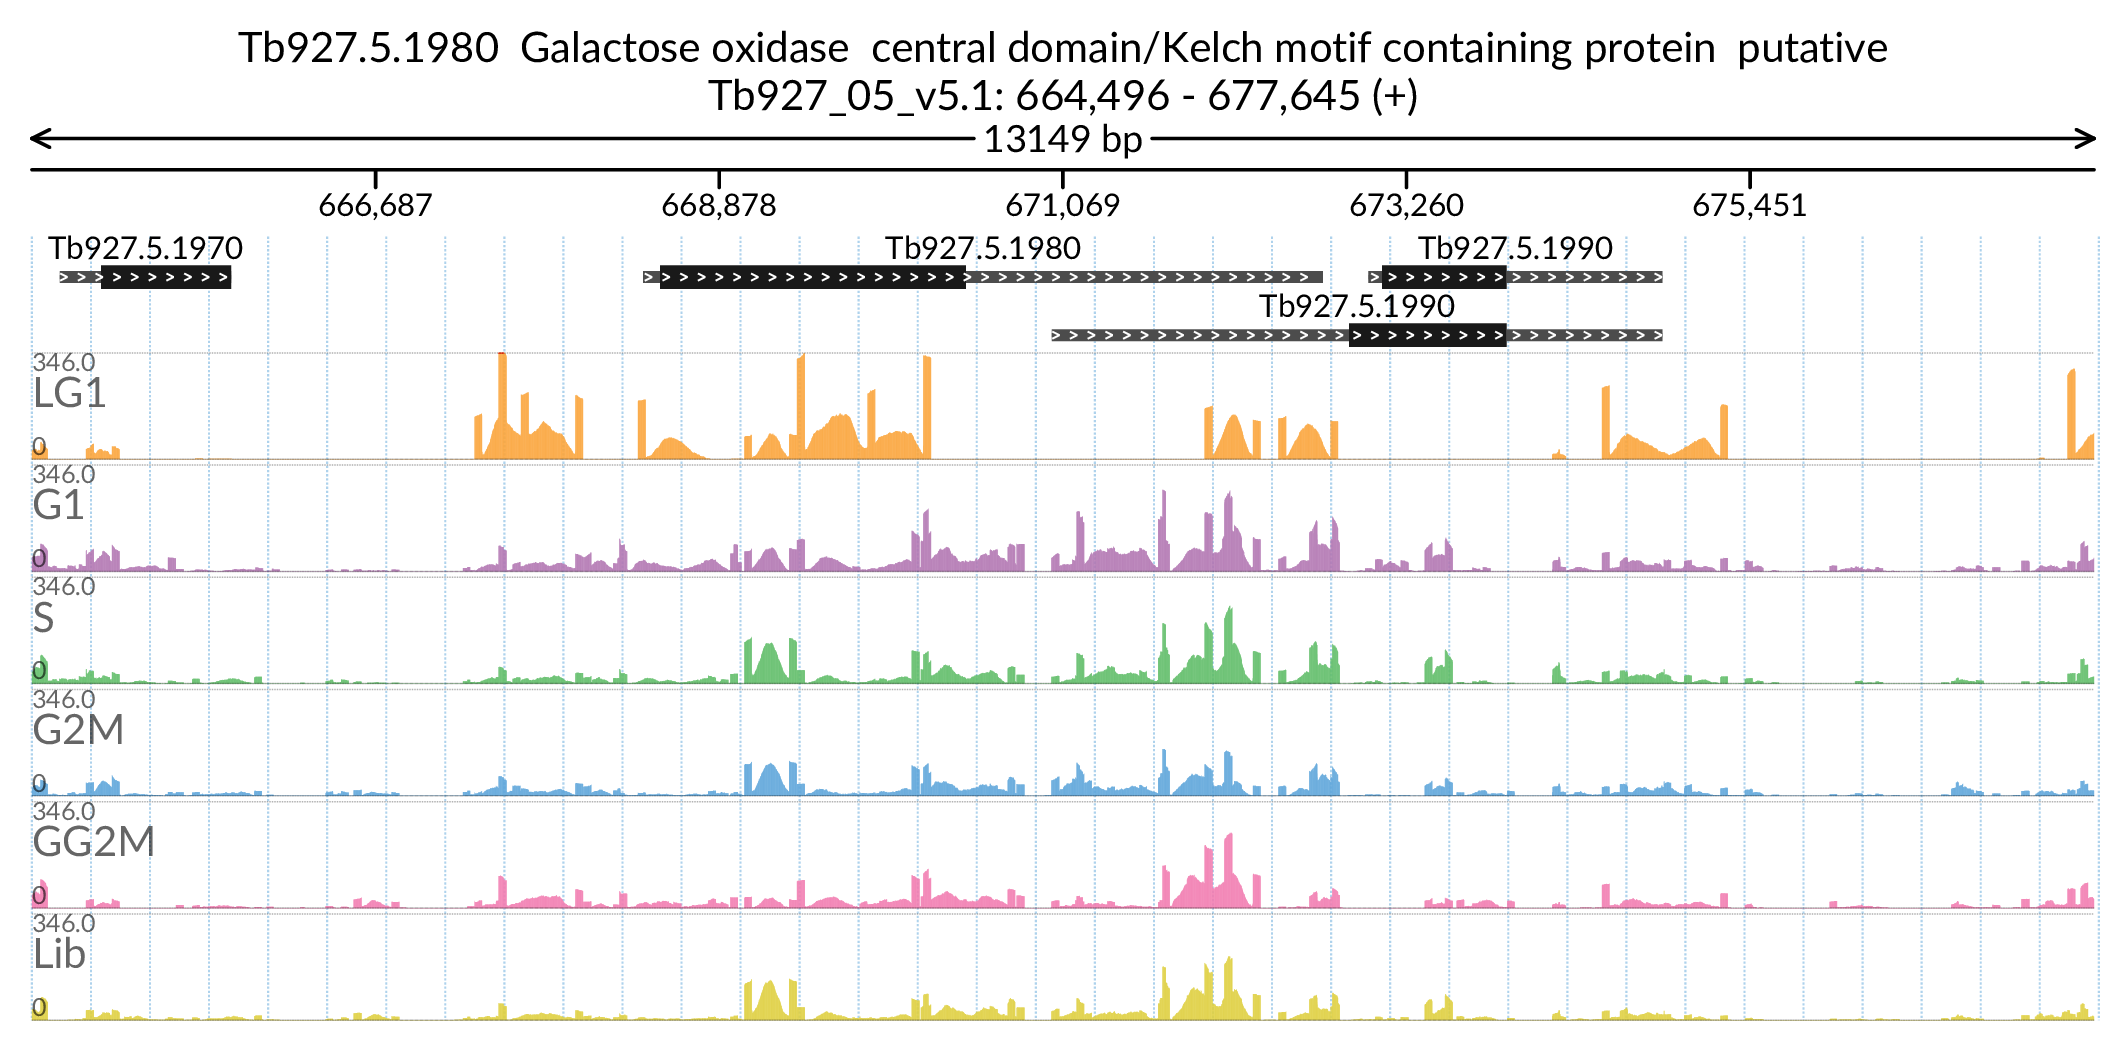 Tb927.5.1980  Galactose oxidase  central domain/Kelch motif containing protein  putative
Tb927_05_v5.1: 664,496 - 677,645 (+)
13149 bp
666,687 668,878 671,069 673,260 675,451
Tb927.5.1970 Tb927.5.1980 Tb927.5.1990
Tb927.5.1990
346.0
LG1
0
346.0
G1
0
346.0
S
0
346.0
G2M
0
346.0
GG2M
0
346.0
Lib
0